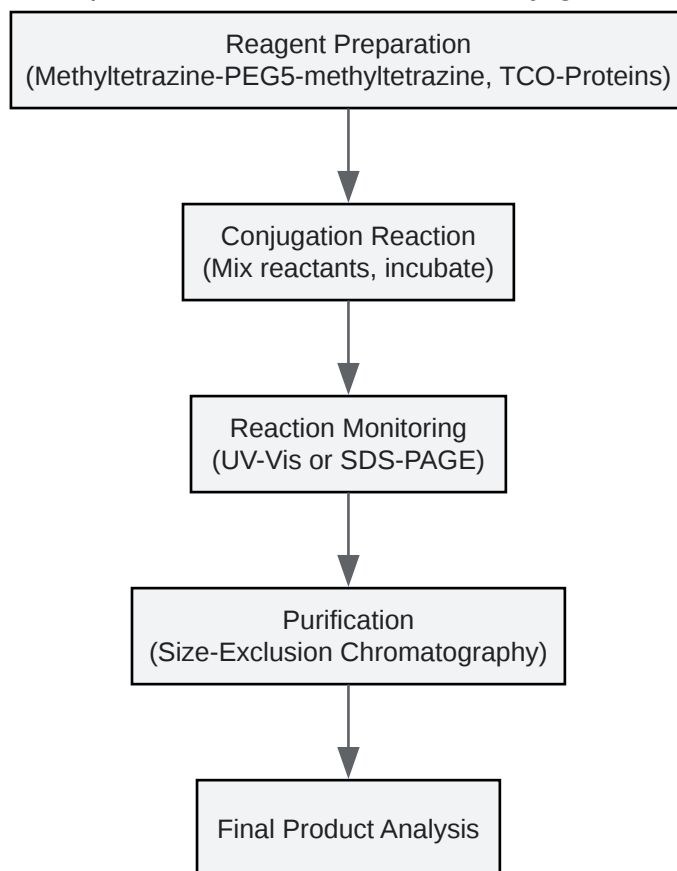 Reagent Preparation
(Methyltetrazine-PEG5-methyltetrazine, TCO-Proteins)
Conjugation Reaction
(Mix reactants, incubate)
Reaction Monitoring
(UV-Vis or SDS-PAGE)
Purification
(Size-Exclusion Chromatography)
Final Product Analysis